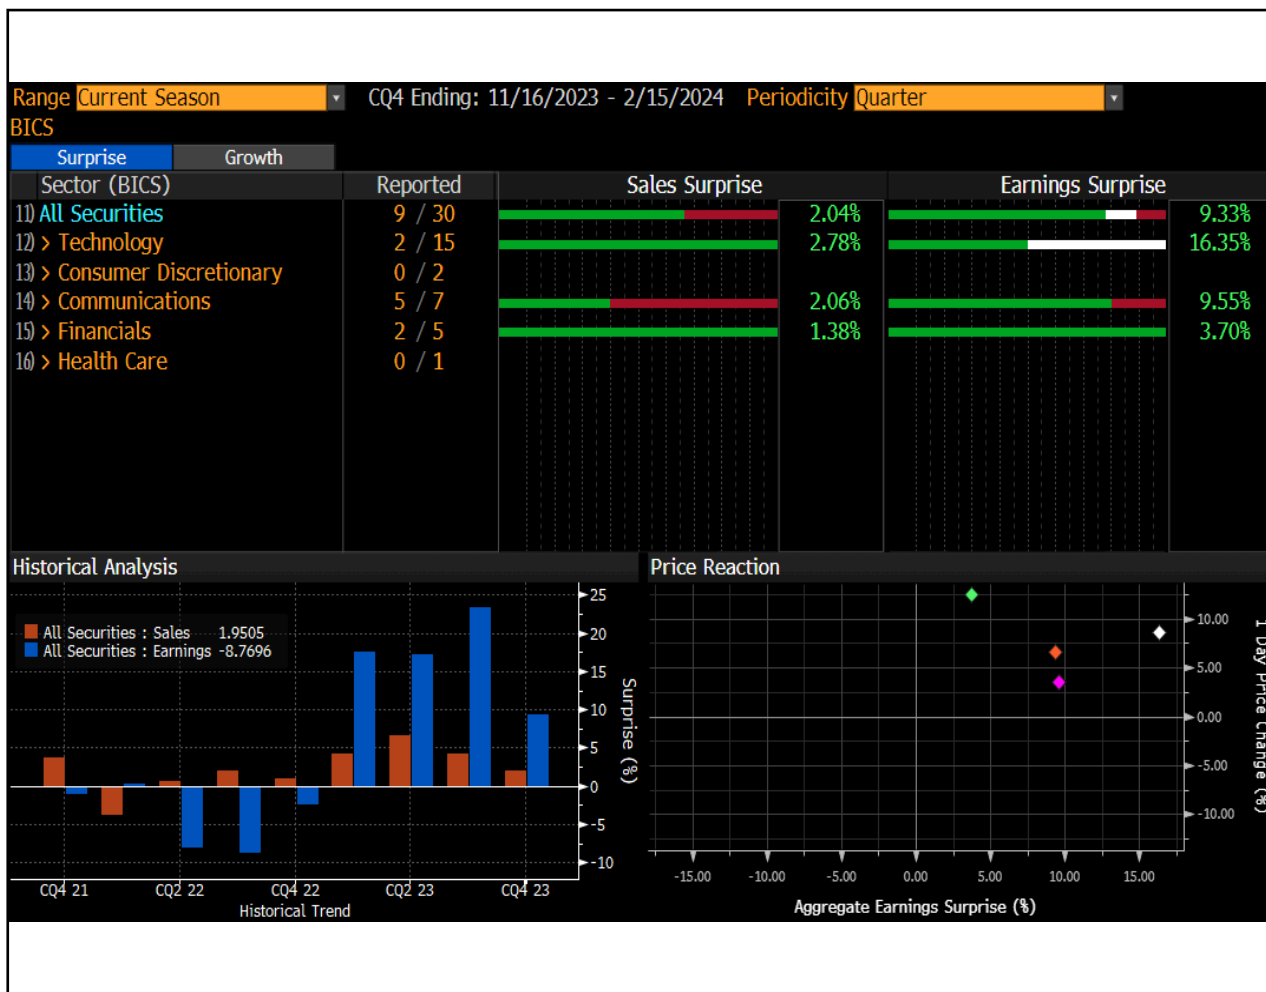 Range Current Season CQ4 Ending: 11/16/2023 - 2/15/2024 Periodicity Quarter
BICS
Surprise Growth
Sector (BICS) Reported Sales Surprise Earnings Surprise
11) All Securities 9 / 30 2.04% 9.33%
12) > Technology 2 / 15 2.78% 16.35%
13) > Consumer Discretionary 0 / 2
14) > Communications 5 / 7 2.06% 9.55%
15) > Financials 2 / 5 1.38% 3.70%
16) > Health Care 0 / 1
Historical Analysis
All Securities : Sales 1.9505
All Securities : Earnings -8.7696
25
20
15
10
5
0
-5
-10
Surprise (%)
CQ4 21 CQ2 22 CQ4 22 CQ2 23 CQ4 23
Historical Trend
Price Reaction
10.00
5.00
0.00
-5.00
-10.00
1 Day Price Change (%)
-15.00 -10.00 -5.00 0.00 5.00 10.00 15.00
Aggregate Earnings Surprise (%)